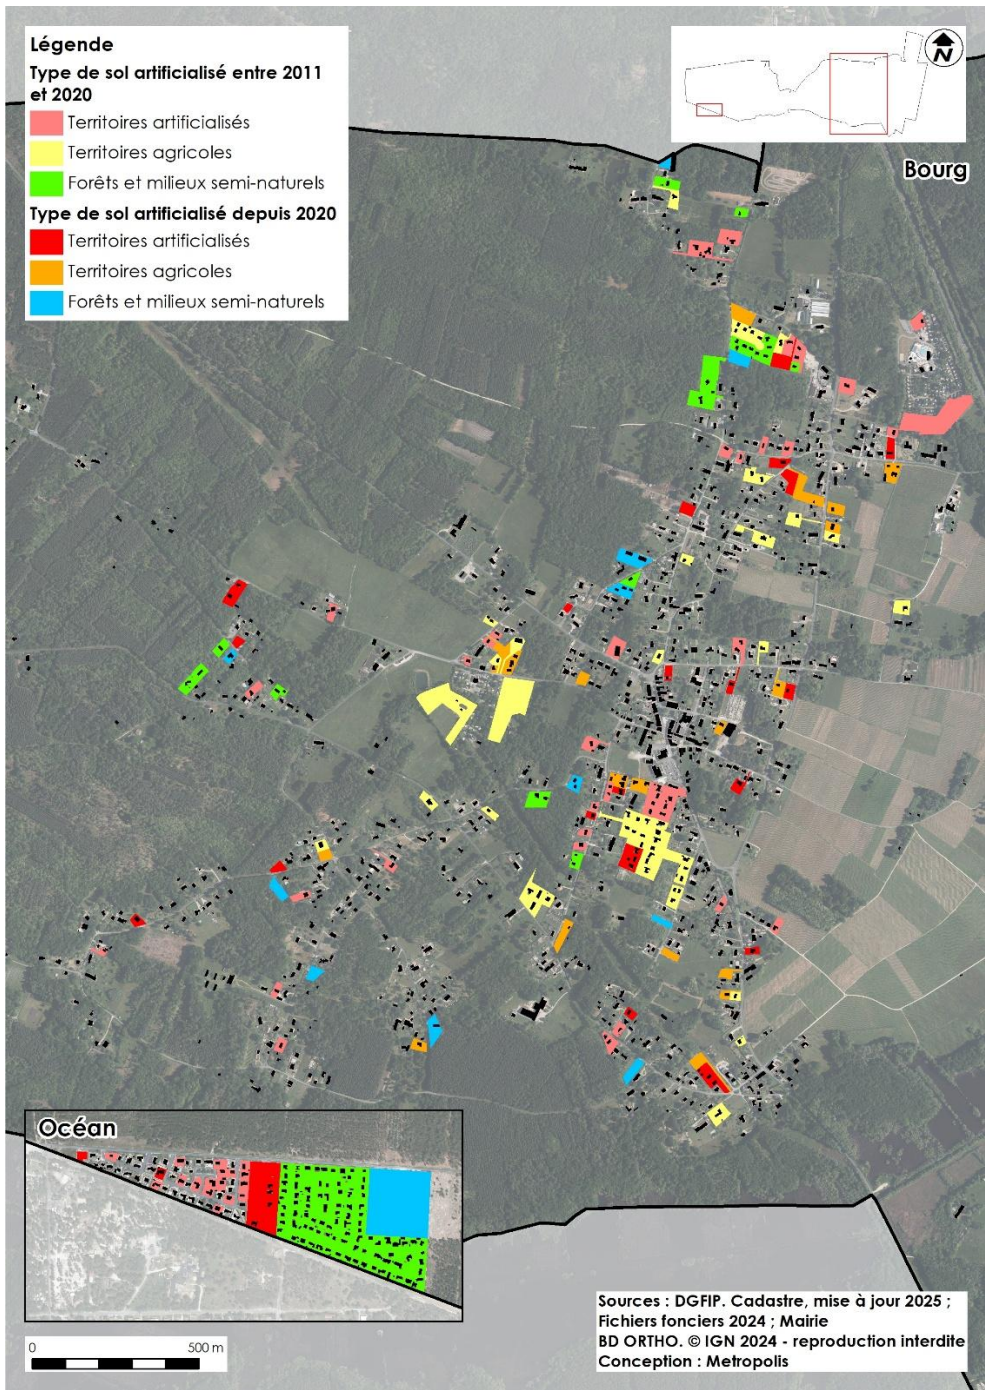 Légende
Type de sol artificialisé entre 2011
et 2020
Territoires artificialisés
Territoires agricoles
Forêts et milieux semi-naturels
Type de sol artificialisé depuis 2020
Territoires artificialisés
Territoires agricoles
Forêts et milieux semi-naturels
N
Bourg
Océan
0 500 m
Sources : DGFIP. Cadastre, mise à jour 2025 ;
Fichiers fonciers 2024 ; Mairie
BD ORTHO. © IGN 2024 - reproduction interdite
Conception : Metropolis